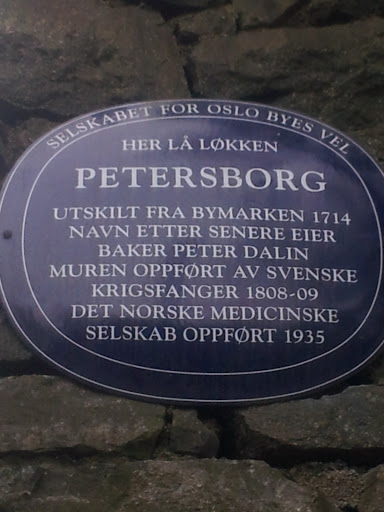 SELSKABET FOR OSLO BYES VEL
HER LÅ LØKKEN
PETERSBORG
UTSKILT FRA BYMARKEN 1714
NAVN ETTER SENERE EIER
BAKER PETER DALIN
MUREN OPPFØRT AV SVENSKE
KRIGSFANGER 1808-09
DET NORSKE MEDICINSKE
SELSKAB OPPFØRT 1935